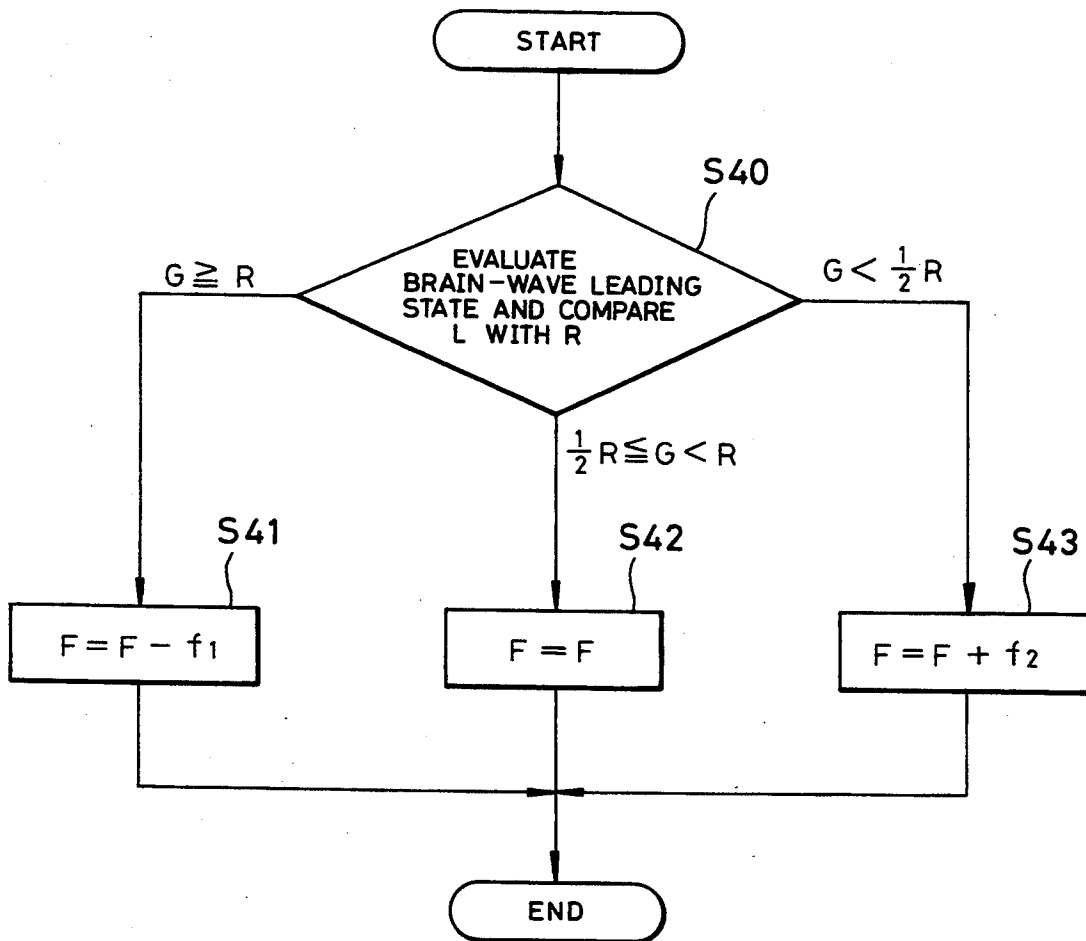 START
S40
EVALUATE
BRAIN-WAVE LEADING
STATE AND COMPARE
L WITH R
G ≧ R
G < 1/2 R
1/2 R ≦ G < R
S41
S42
S43
F = F - f1
F = F
F = F + f2
END